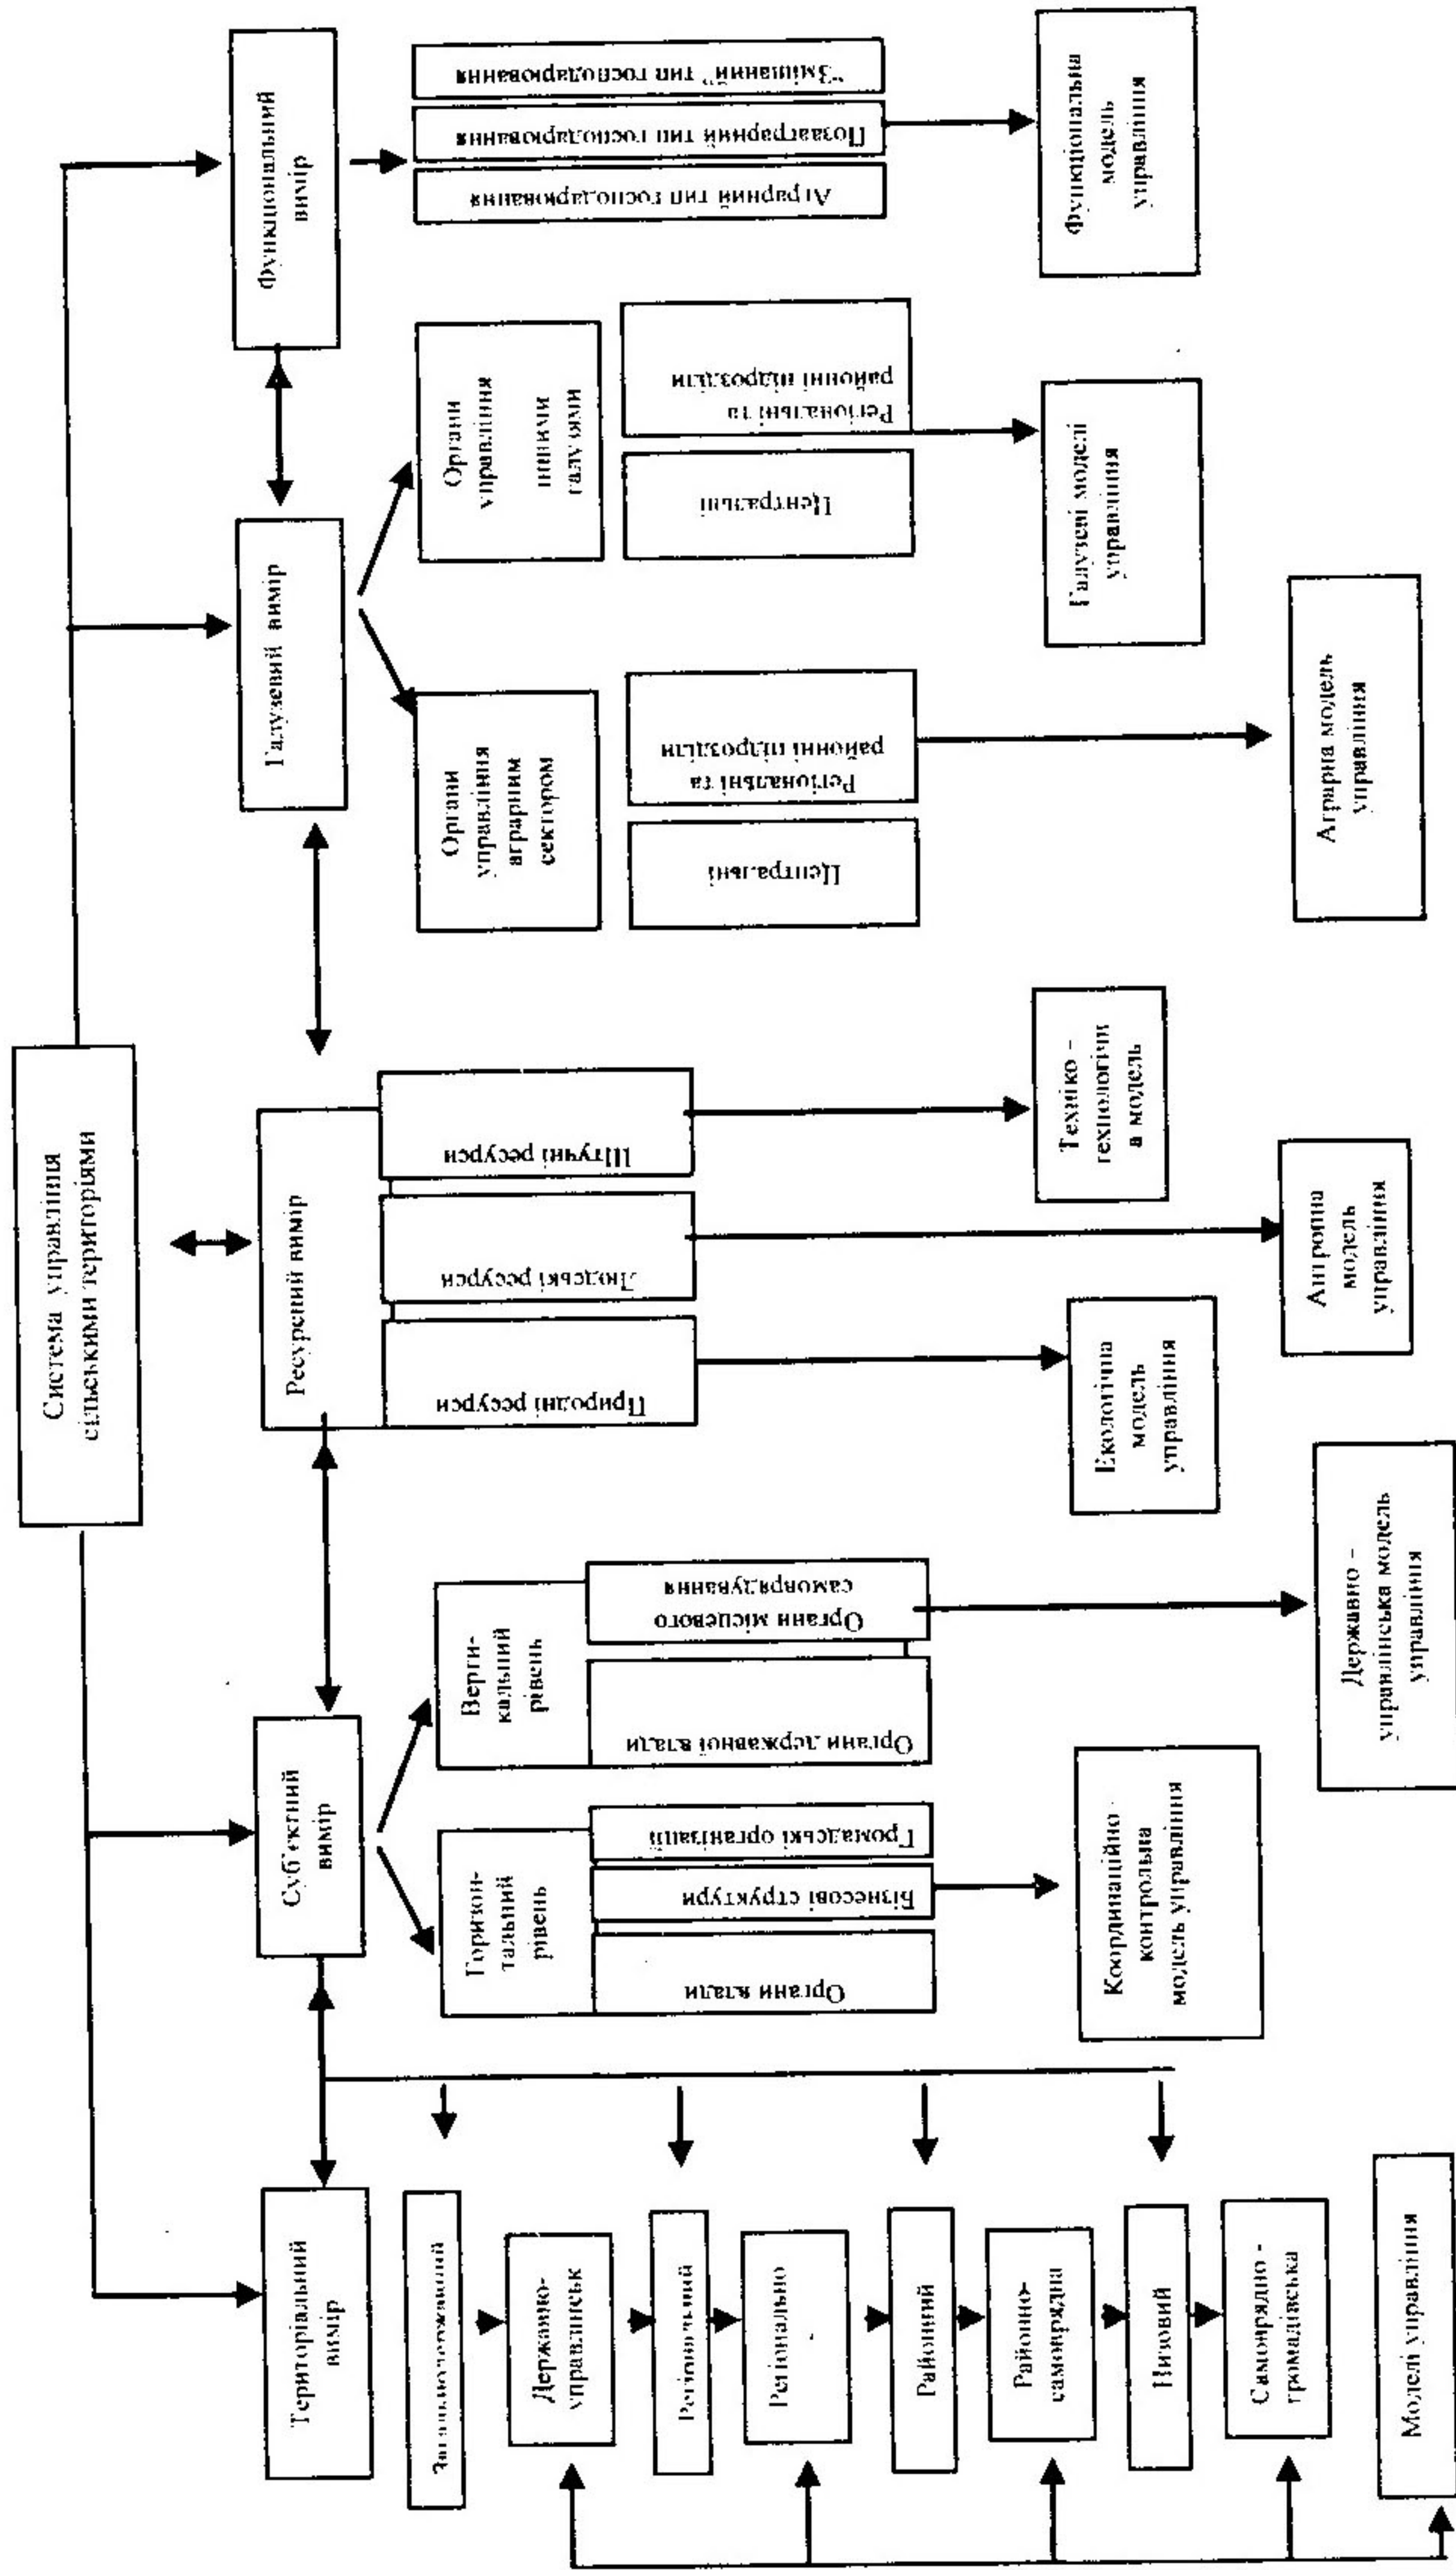 Система управління
сільськими територіями
Територіальний
вимір
Суб'єктний
вимір
Ресурсний вимір
Галузевий вимір
Функціональний
вимір
Загальнодержавний
Державно-
управлінськ
Регіональний
Регіонально
Районний
Районно-
самоврядна
Низовий
Самоврядно -
громадівська
Моделі управління
Горизон-
тальний
рівень
Органи влади
Бізнесові структури
Громадські організації
Координаційно -
контрольна
модель управління
Верти-
кальний
рівень
Органи державної влади
Органи місцевого
самоврядування
Державно -
управлінська модель
управління
Природні ресурси
Людські ресурси
Штучні ресурси
Екологічна
модель
управління
Антропна
модель
управління
Техніко -
технологічн
а модель
Органи
управління
аграрним
сектором
Центральні
Регіональні та
районні підрозділи
Аграрна модель
управління
Органи
управління
іншими
галузями
Центральні
Регіональні та
районні підрозділи
Галузеві моделі
управління
Аграрний тип господарювання
Позааграрний тип господарювання
"Змішаний" тип господарювання
Функціональна
модель
управління